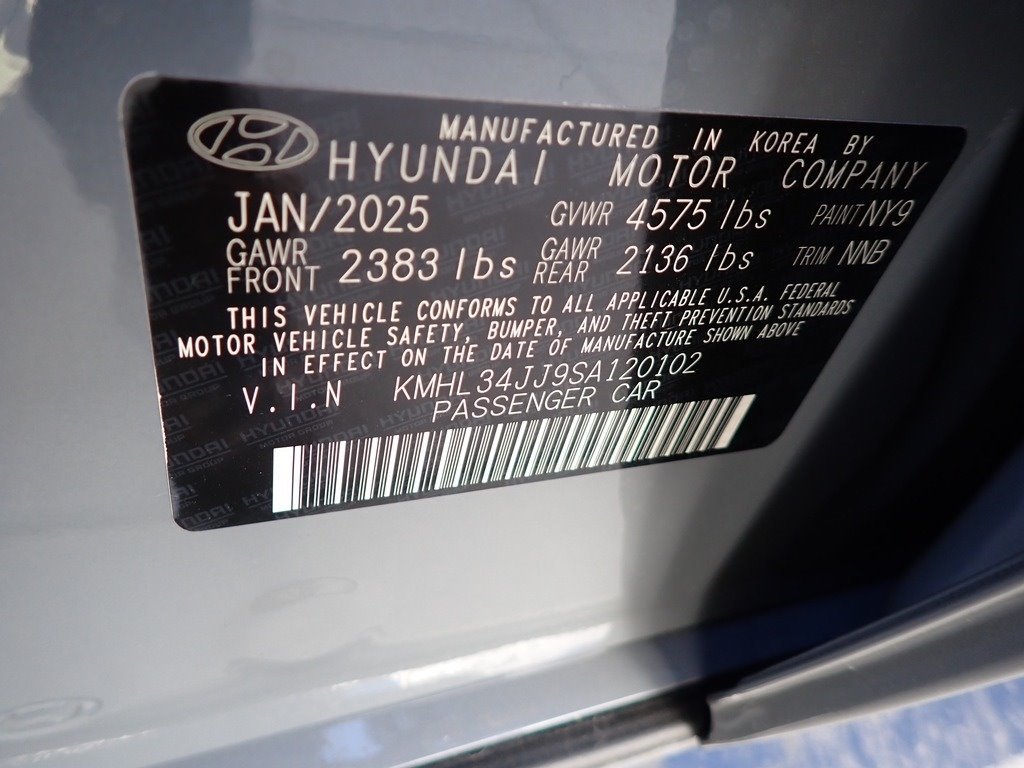 MANUFACTURED IN KOREA BY
HYUNDAI MOTOR COMPANY
JAN/2025 GVWR 4575 lbs PAINT NY9
GAWR FRONT 2383 lbs GAWR REAR 2136 lbs TRIM NNB
THIS VEHICLE CONFORMS TO ALL APPLICABLE U.S.A. FEDERAL
MOTOR VEHICLE SAFETY, BUMPER, AND THEFT PREVENTION STANDARDS
IN EFFECT ON THE DATE OF MANUFACTURE SHOWN ABOVE
V.I.N KMHL34JJ9SA120102
PASSENGER CAR